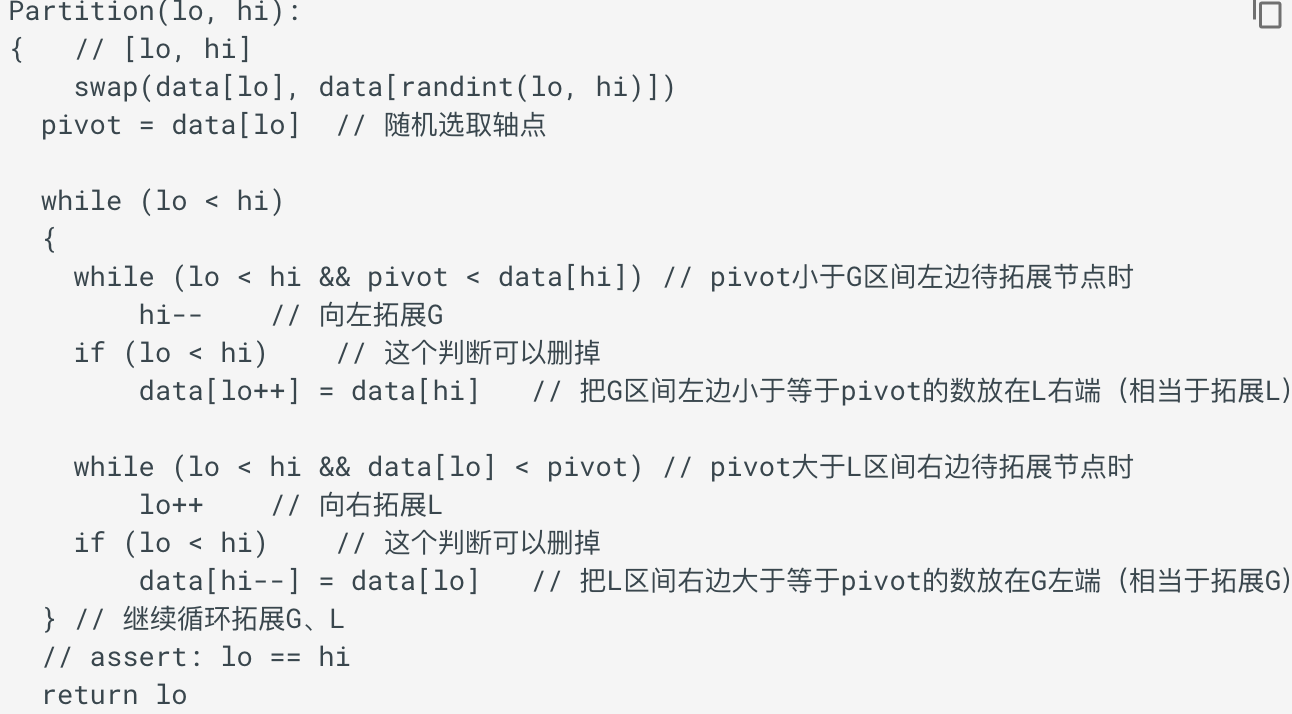 Partition(lo, hi):
{   // [lo, hi]
    swap(data[lo], data[randint(lo, hi)])
  pivot = data[lo]  // 随机选取轴点

  while (lo < hi)
  {
    while (lo < hi && pivot < data[hi]) // pivot小于G区间左边待拓展节点时
        hi--    // 向左拓展G
    if (lo < hi)    // 这个判断可以删掉
        data[lo++] = data[hi]   // 把G区间左边小于等于pivot的数放在L右端（相当于拓展L)

    while (lo < hi && data[lo] < pivot) // pivot大于L区间右边待拓展节点时
        lo++    // 向右拓展L
    if (lo < hi)    // 这个判断可以删掉
        data[hi--] = data[lo]   // 把L区间右边大于等于pivot的数放在G左端（相当于拓展G)
  } // 继续循环拓展G、L
  // assert: lo == hi
  return lo